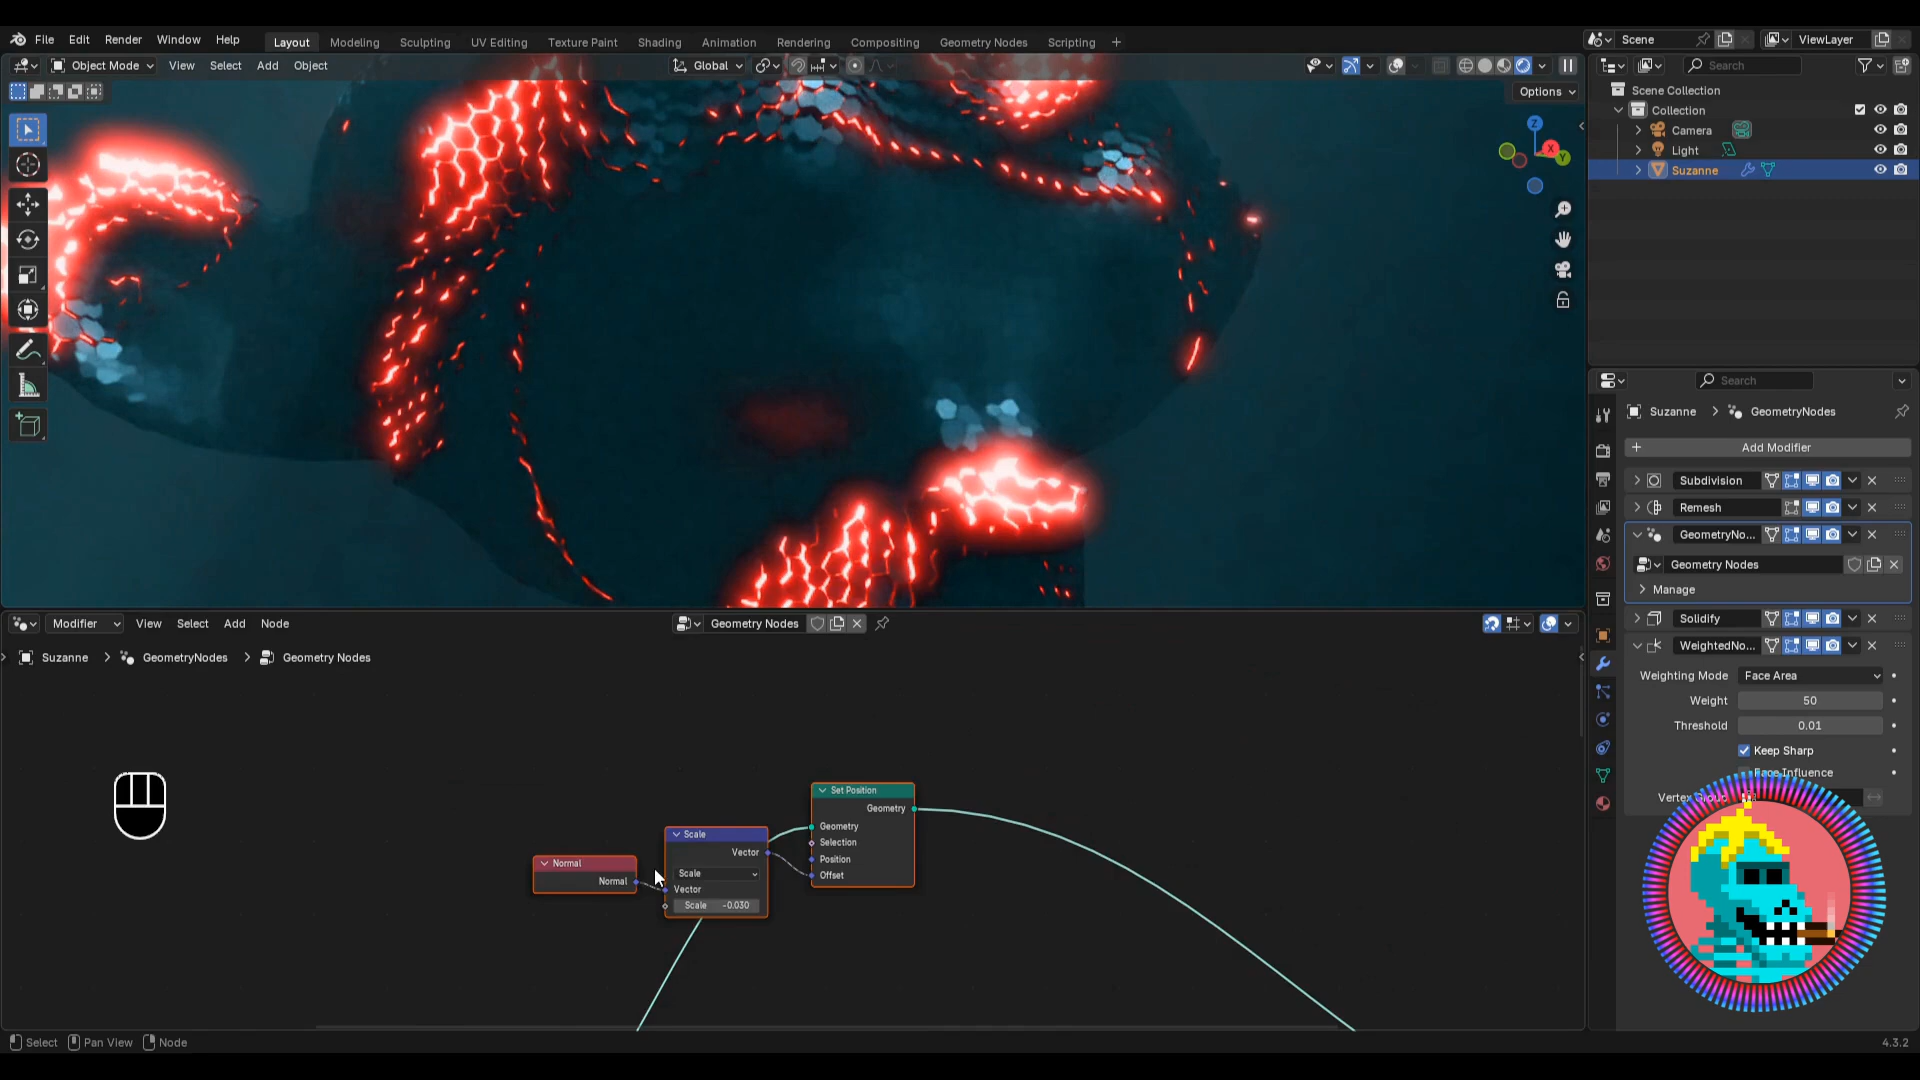 File Edit Render Window Help Layout Modeling Sculpting UV Editing Texture Paint Shading Animation Rendering Compositing Geometry Nodes Scripting + Scene ViewLayer
Object Mode View Select Add Object Global Search
Options
Scene Collection
Collection
Camera
Light
Suzanne
Z
X
Y
Search
Suzanne > GeometryNodes
+ Add Modifier
Subdivision
Remesh
GeometryNo...
Geometry Nodes
Manage
Solidify
WeightedNo...
Weighting Mode Face Area
Weight 50
Threshold 0.01
Keep Sharp
Face Influence
Modifier View Select Add Node Geometry Nodes
Suzanne > GeometryNodes > Geometry Nodes
Set Position
Geometry
Geometry
Selection
Position
Offset
Scale
Vector
Scale
Vector
Scale -0.030
Normal
Normal
Select Pan View Node 4.3.2